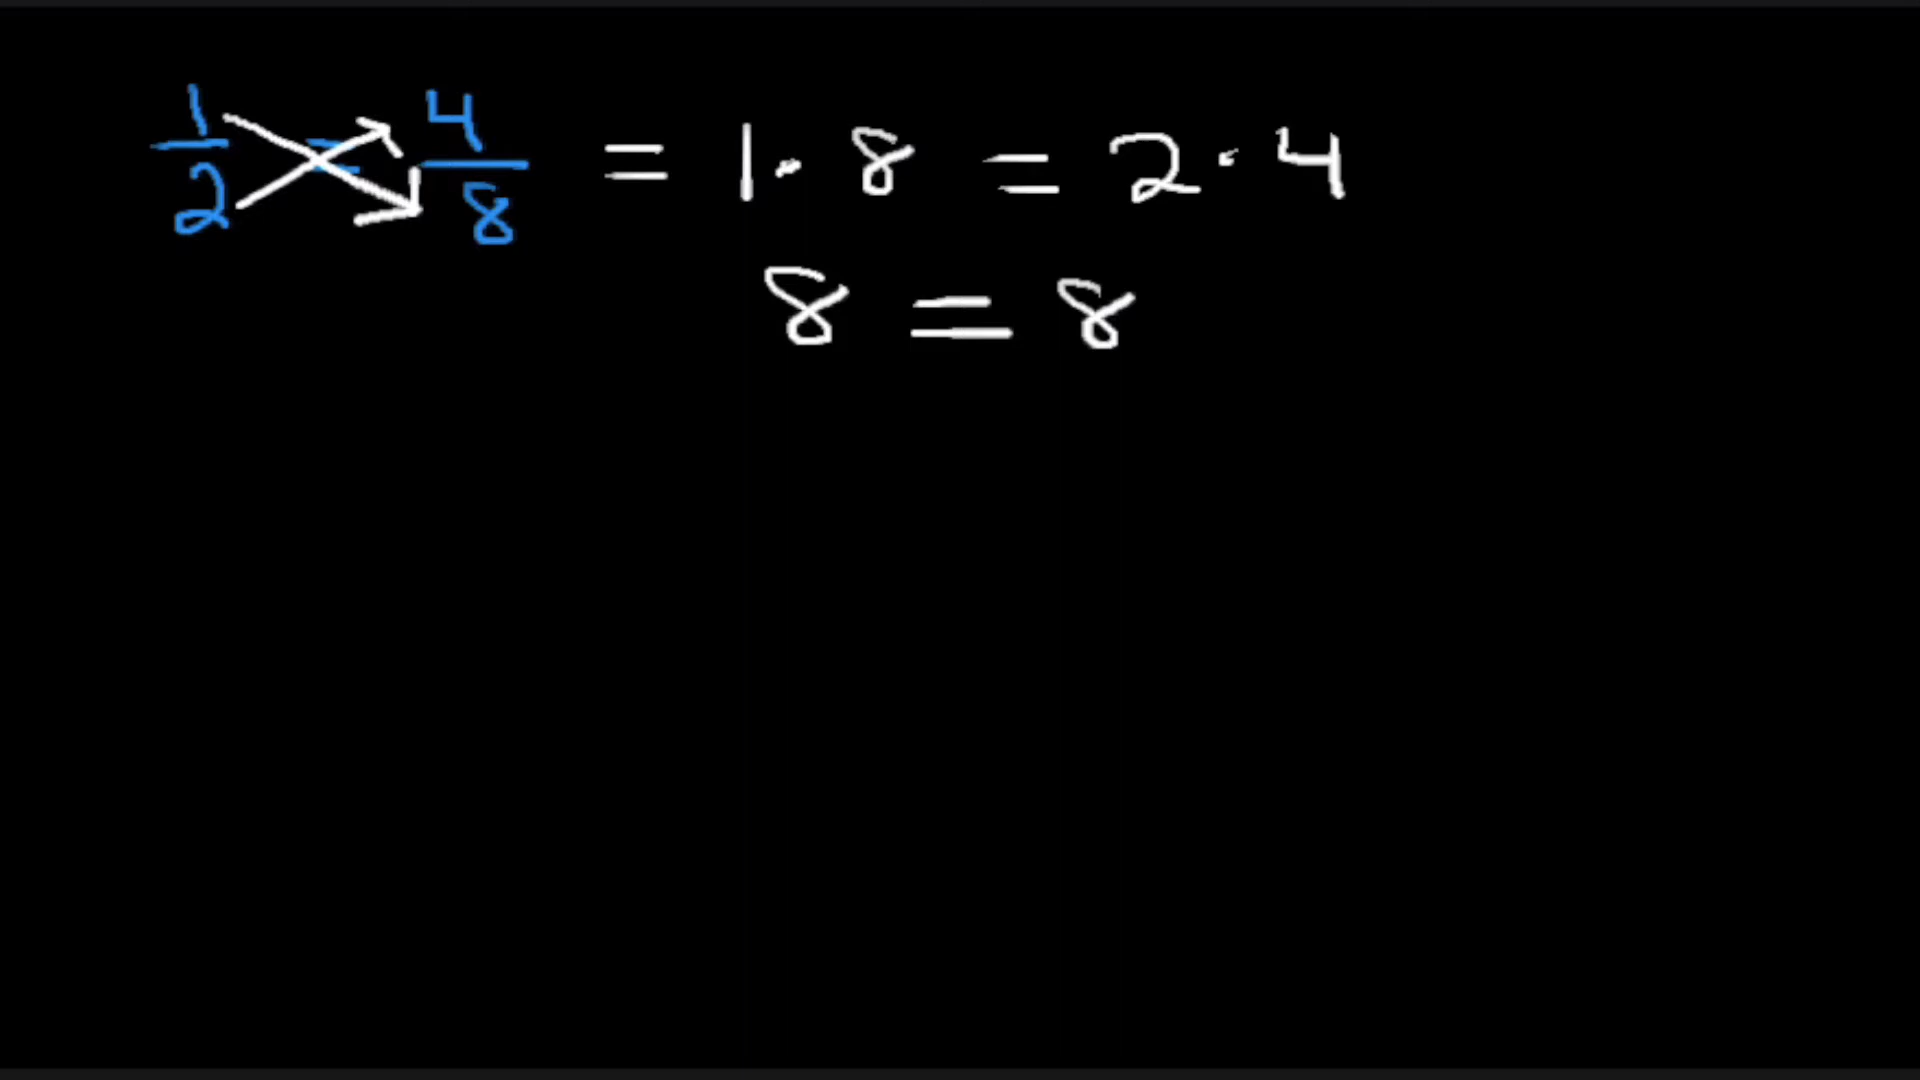 1/2 = 4/8 = 1 · 8 = 2 · 4
8 = 8